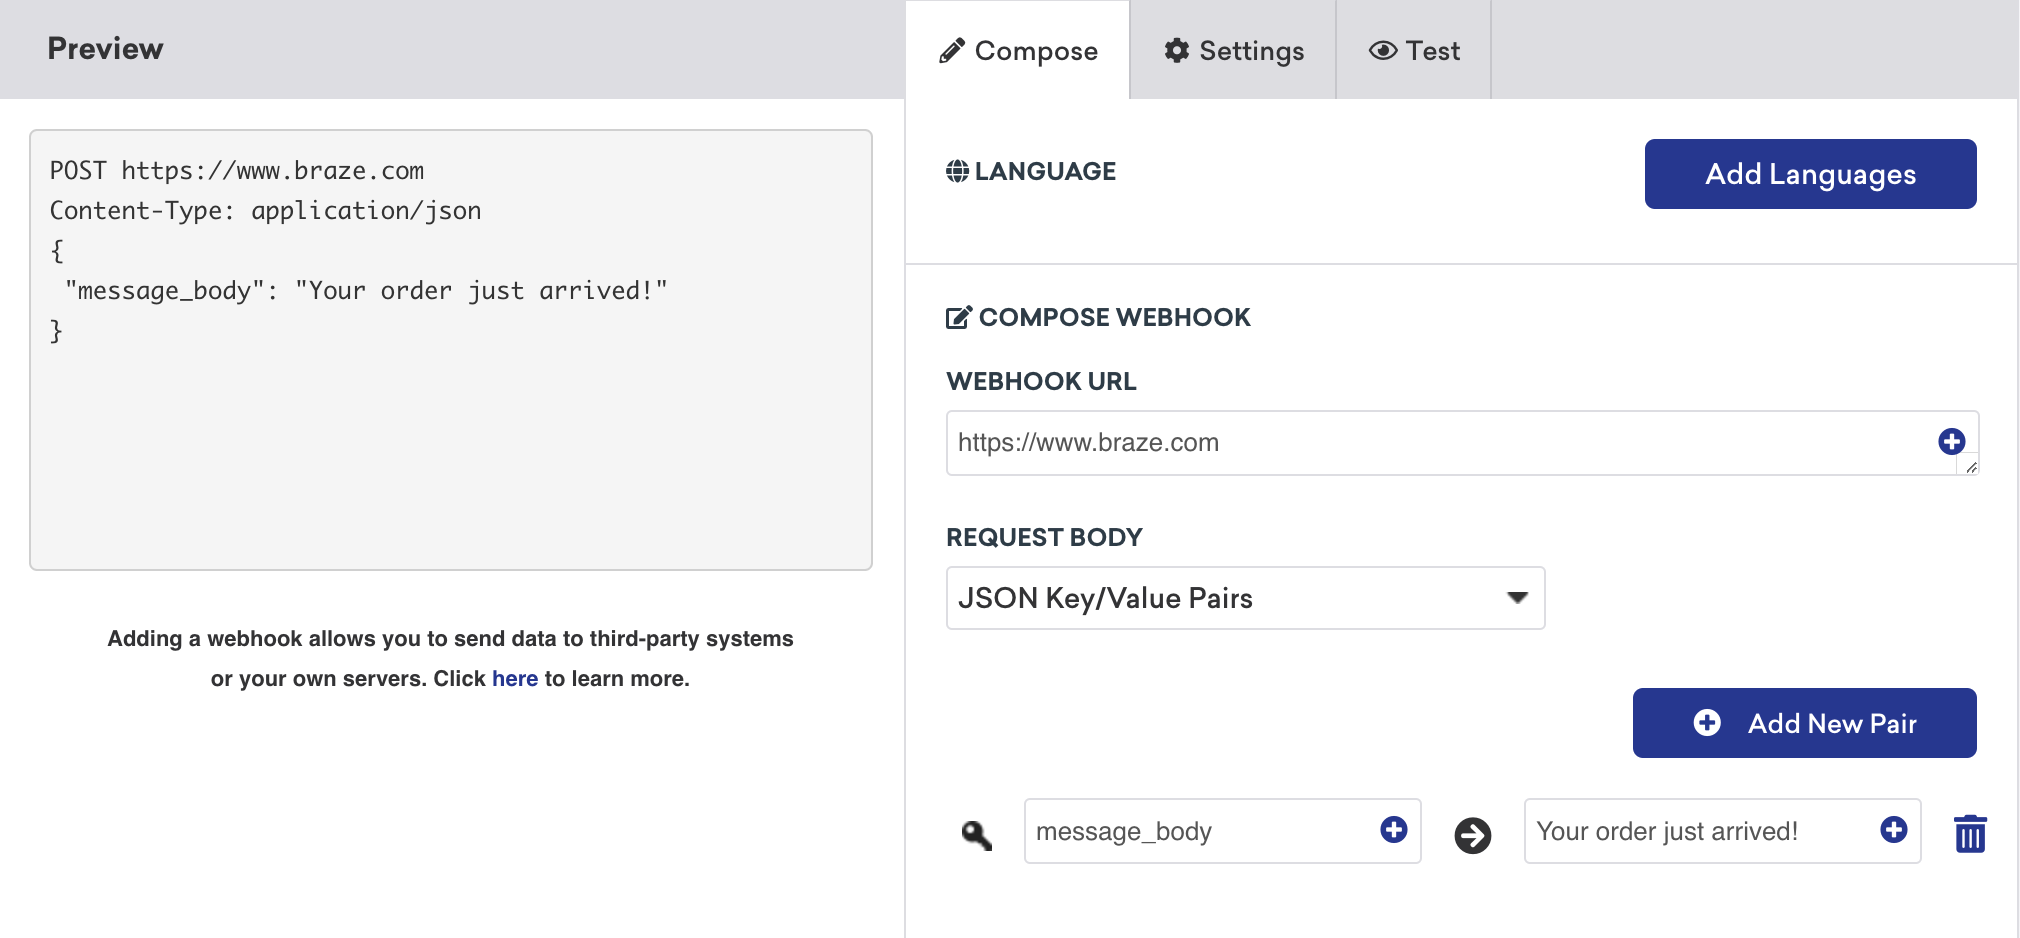 Preview
POST https://www.braze.com
Content-Type: application/json
{
"message_body": "Your order just arrived!"
}
Adding a webhook allows you to send data to third-party systems
or your own servers. Click here to learn more.
Compose
Settings
Test
LANGUAGE
Add Languages
COMPOSE WEBHOOK
WEBHOOK URL
https://www.braze.com
REQUEST BODY
JSON Key/Value Pairs
Add New Pair
message_body
Your order just arrived!